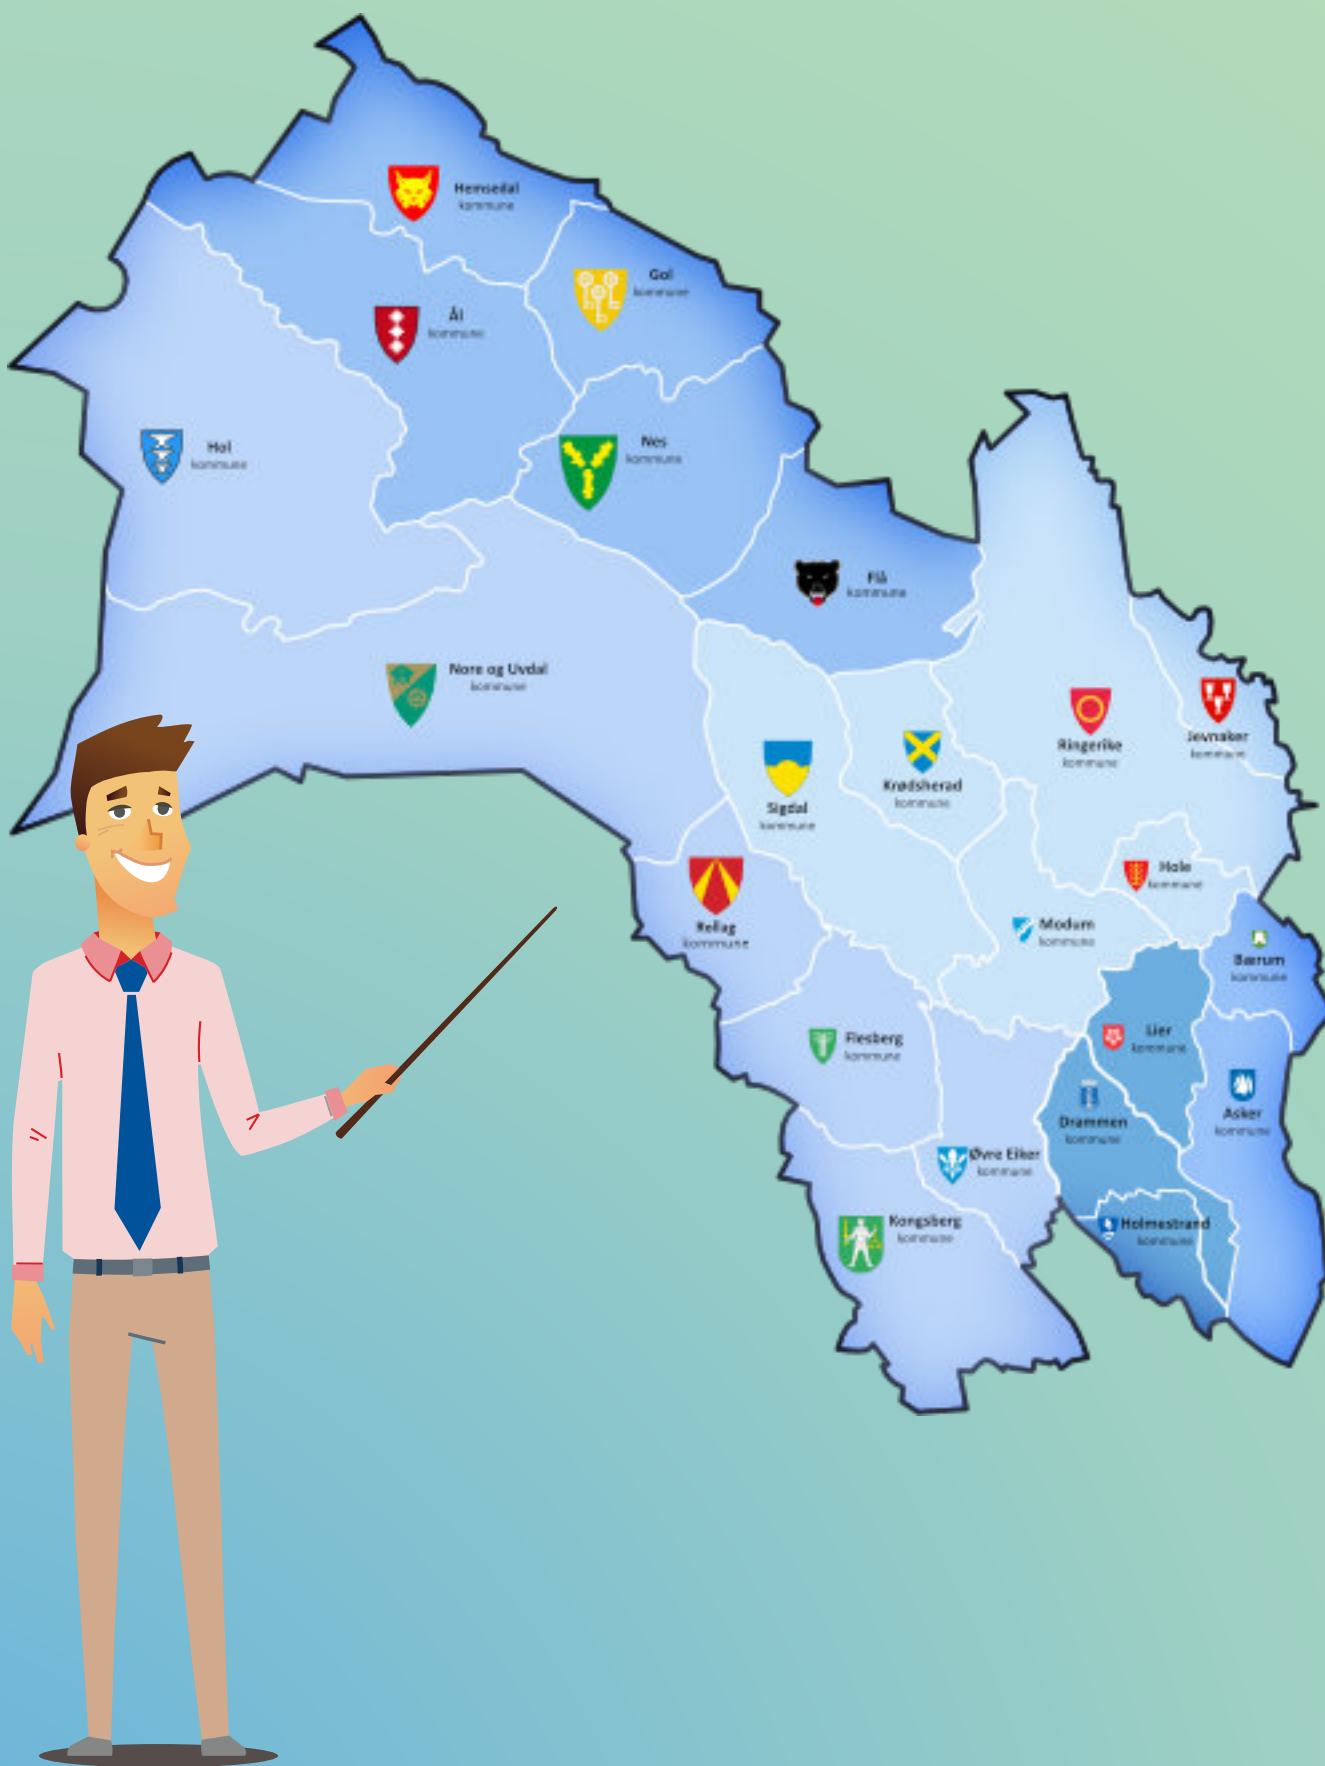 Hemsedal
kommune
Gol
kommune
Ål
kommune
Hol
kommune
Nes
kommune
Flå
kommune
Nore og Uvdal
kommune
Ringerike
kommune
Jevnaker
kommune
Krødsherad
kommune
Sigdal
kommune
Hole
kommune
Rollag
kommune
Modum
kommune
Bærum
kommune
Flesberg
kommune
Lier
kommune
Drammen
kommune
Asker
kommune
Øvre Eiker
kommune
Kongsberg
kommune
Holmestrand
kommune